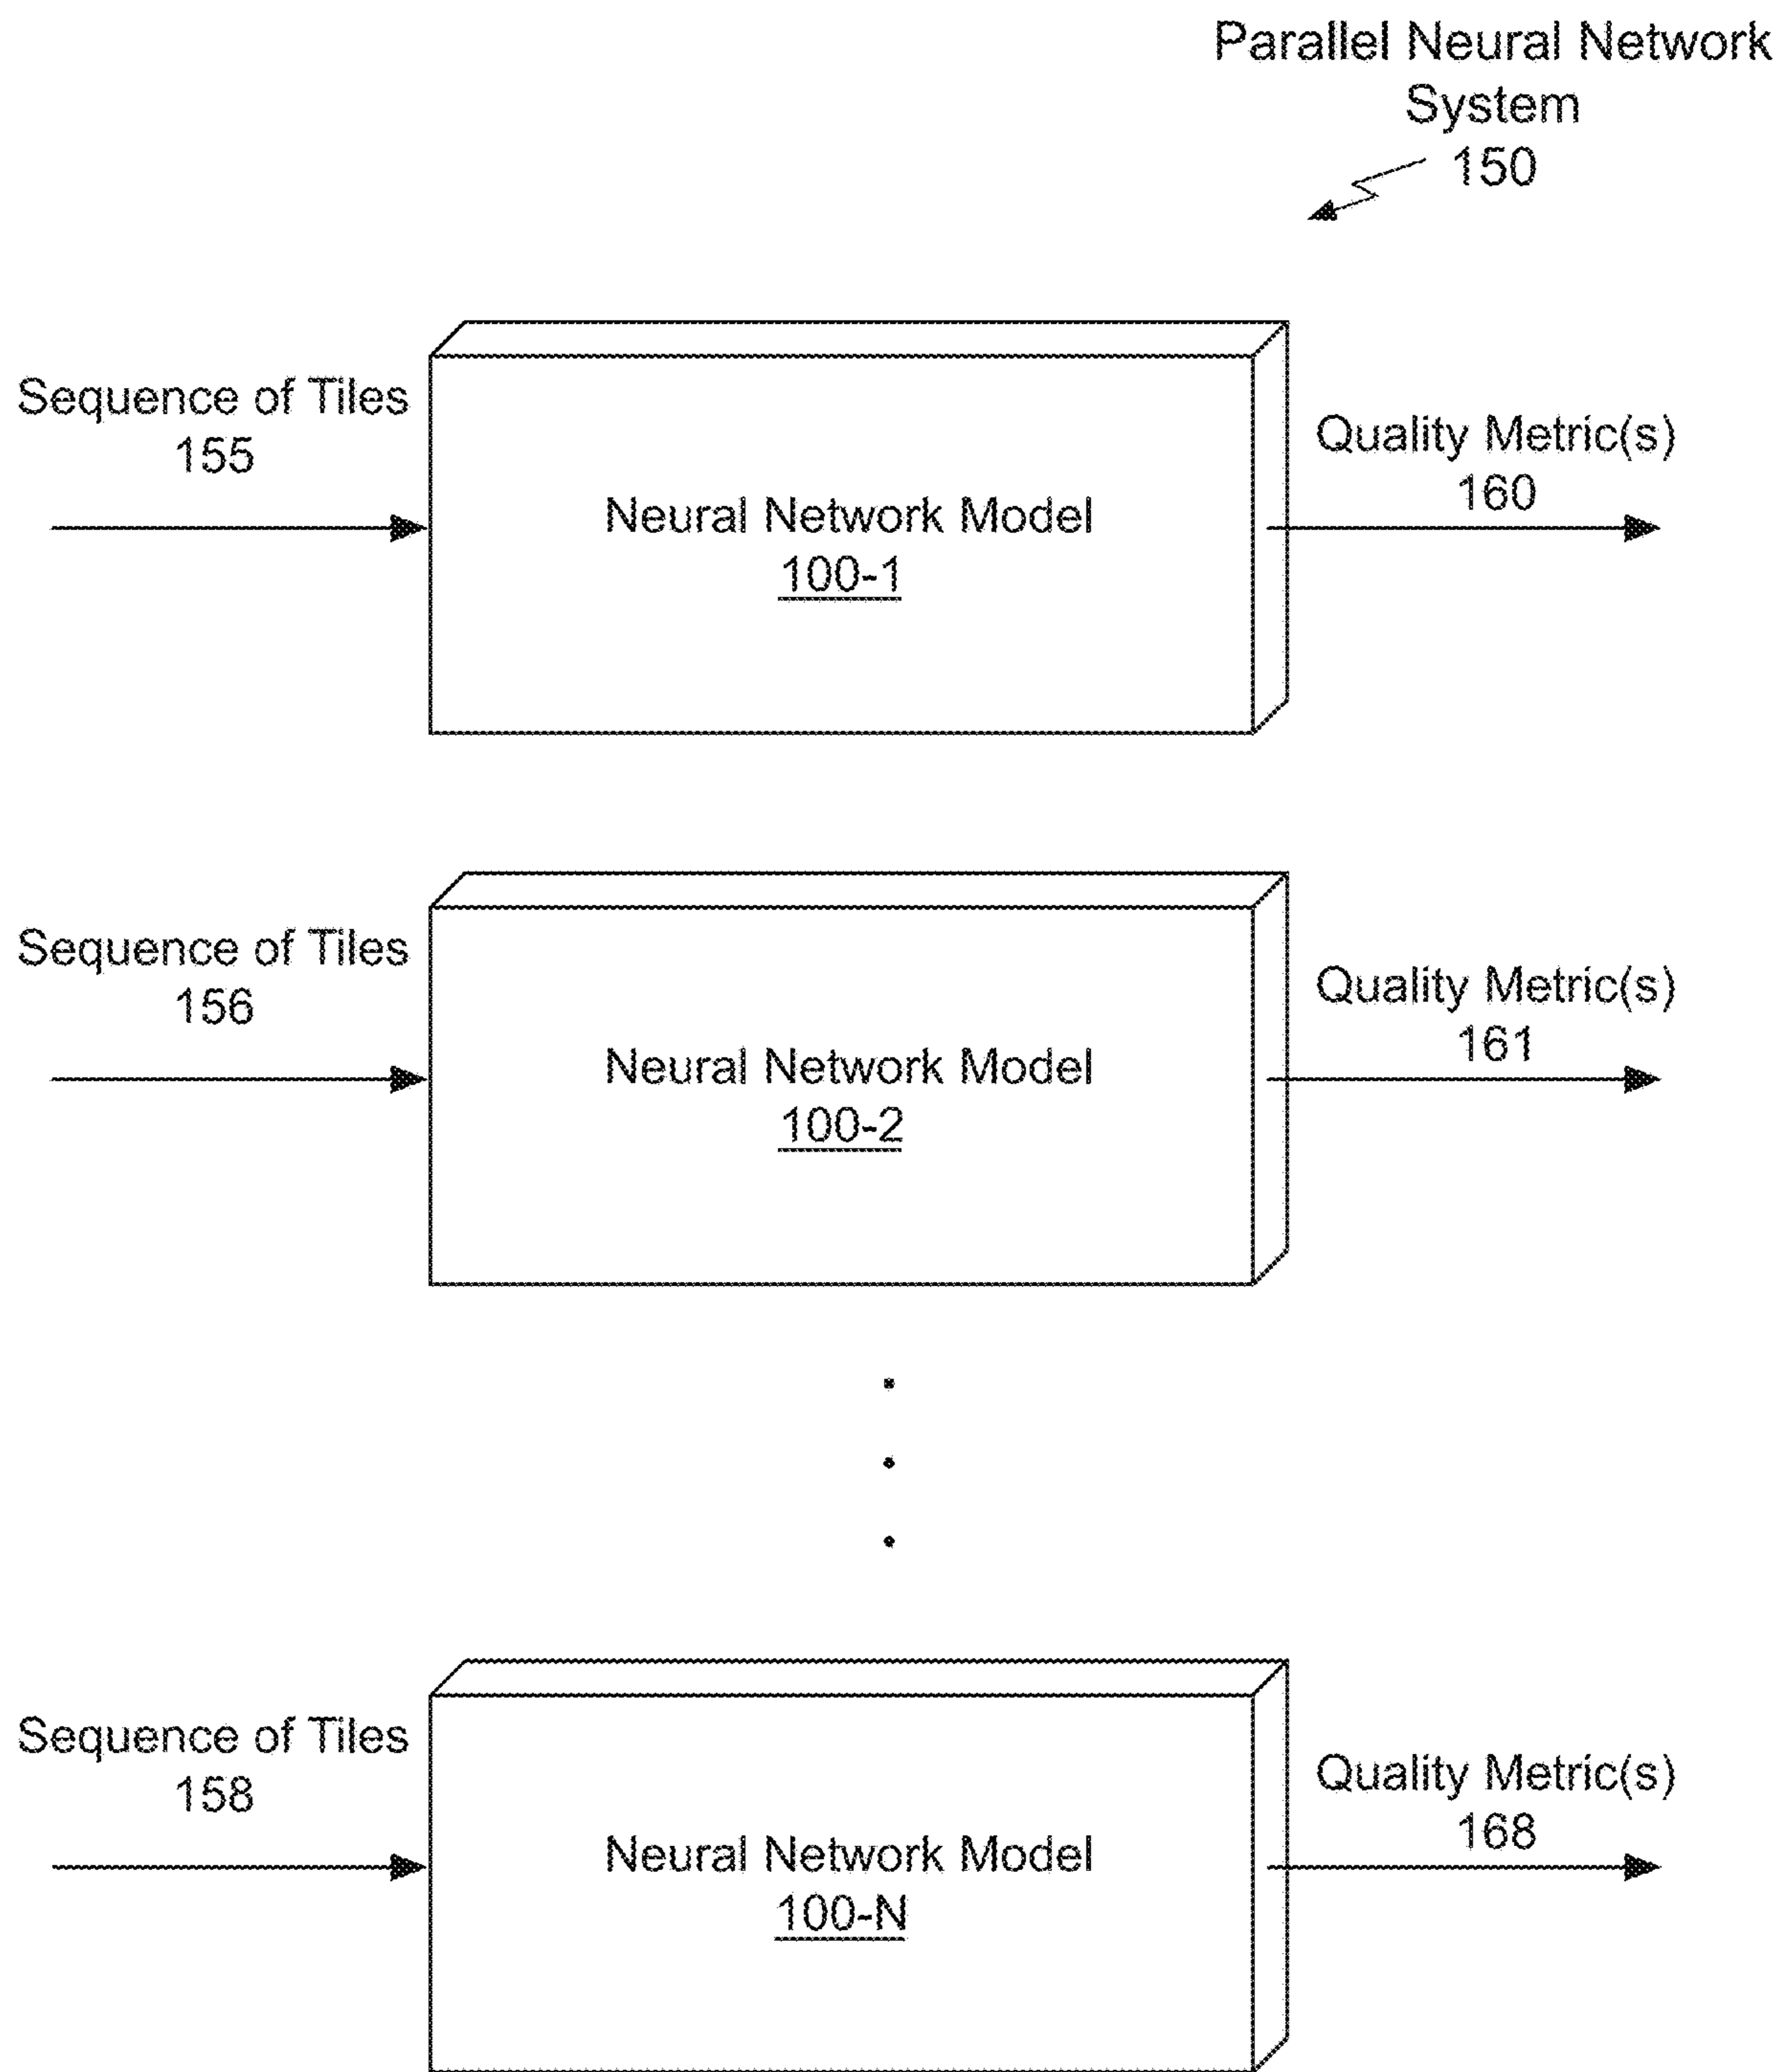 Parallel Neural Network
System
150
Sequence of Tiles
155
Neural Network Model
100-1
Quality Metric(s)
160
Sequence of Tiles
156
Neural Network Model
100-2
Quality Metric(s)
161
Sequence of Tiles
158
Neural Network Model
100-N
Quality Metric(s)
168